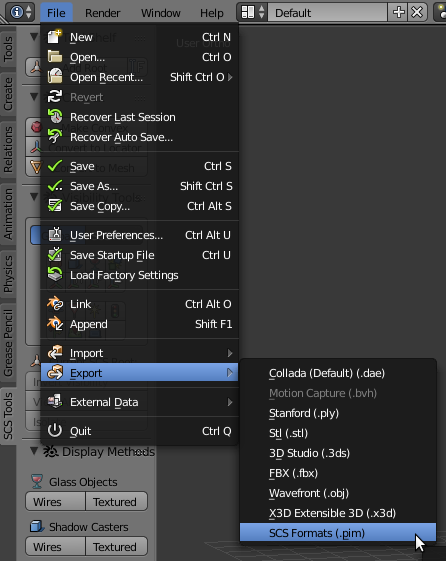 File Render Window Help Default
New Ctrl N
Open... Ctrl O
Open Recent... Shift Ctrl O
Revert
Recover Last Session
Recover Auto Save...
Save Ctrl S
Save As... Shift Ctrl S
Save Copy... Ctrl Alt S
User Preferences... Ctrl Alt U
Save Startup File Ctrl U
Load Factory Settings
Link Ctrl Alt O
Append Shift F1
Import
Export
External Data
Quit Ctrl Q
Collada (Default) (.dae)
Motion Capture (.bvh)
Stanford (.ply)
Stl (.stl)
3D Studio (.3ds)
FBX (.fbx)
Wavefront (.obj)
X3D Extensible 3D (.x3d)
SCS Formats (.pim)
Tools
Create
Relations
Animation
Physics
Grease Pencil
SCS Tools
Display Methods
Glass Objects
Wires Textured
Shadow Casters
Wires Textured